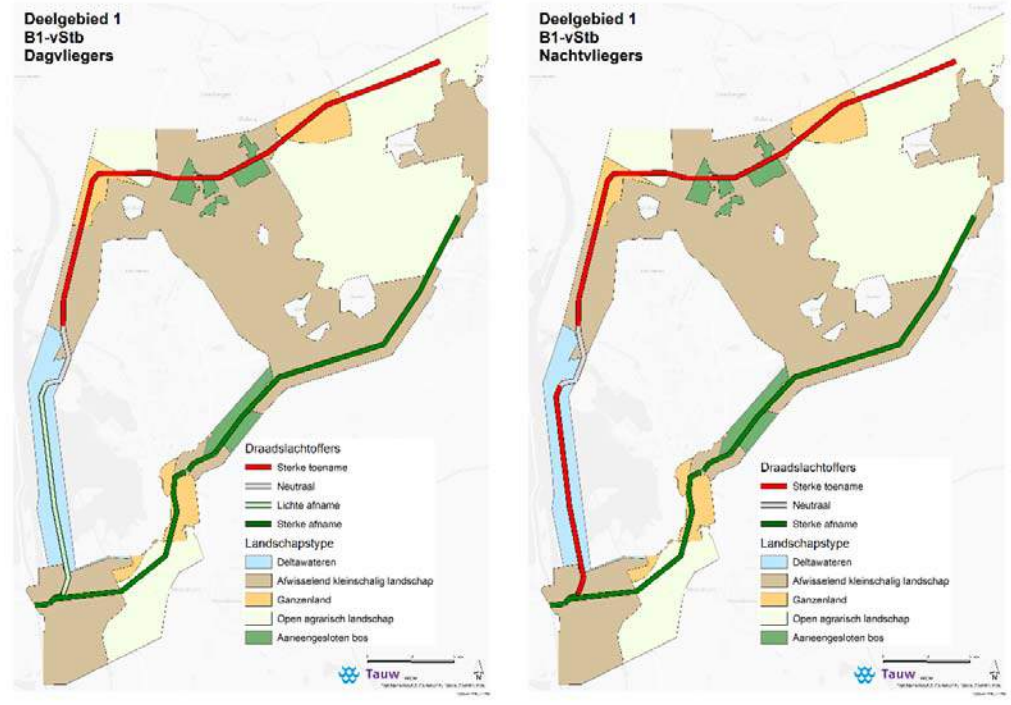 Deelgebied 1
B1-vStb
Dagvliegers
Draadslachtoffers
Sterke toename
Neutraal
Lichte afname
Sterke afname
Landschapstype
Deltawateren
Afwisselend kleinschalig landschap
Ganzenland
Open agrarisch landschap
Aaneengesloten bos
Tauw
N
Deelgebied 1
B1-vStb
Nachtvliegers
Draadslachtoffers
Sterke toename
Neutraal
Sterke afname
Landschapstype
Deltawateren
Afwisselend kleinschalig landschap
Ganzenland
Open agrarisch landschap
Aaneengesloten bos
Tauw
N